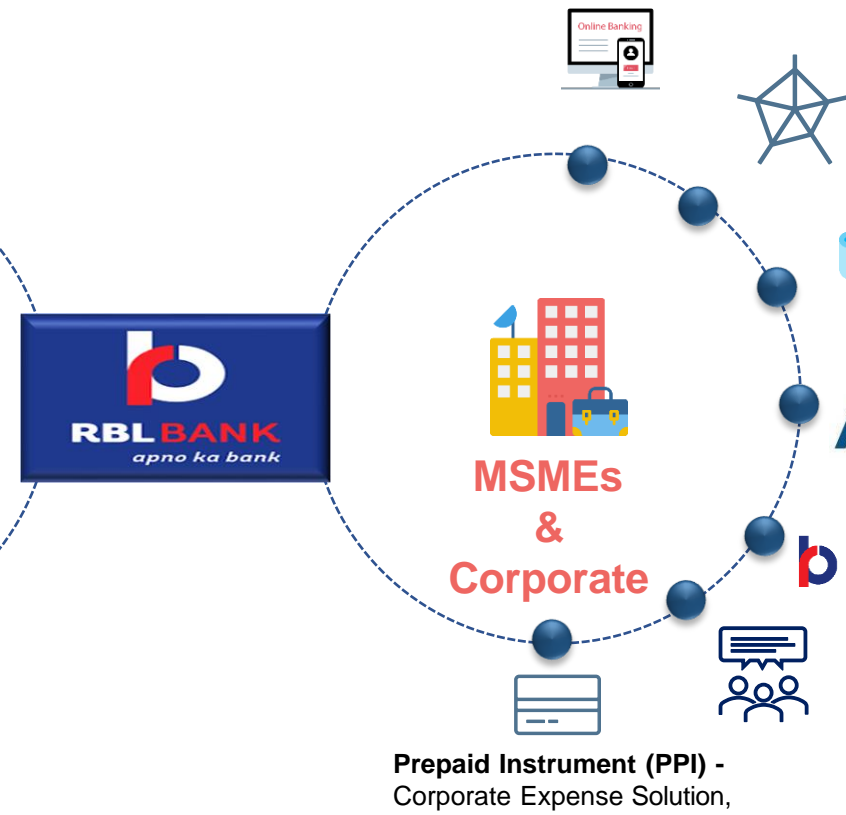 Online Banking
RBL BANK
apno ka bank
MSMEs
&
Corporate
Prepaid Instrument (PPI) -
Corporate Expense Solution,